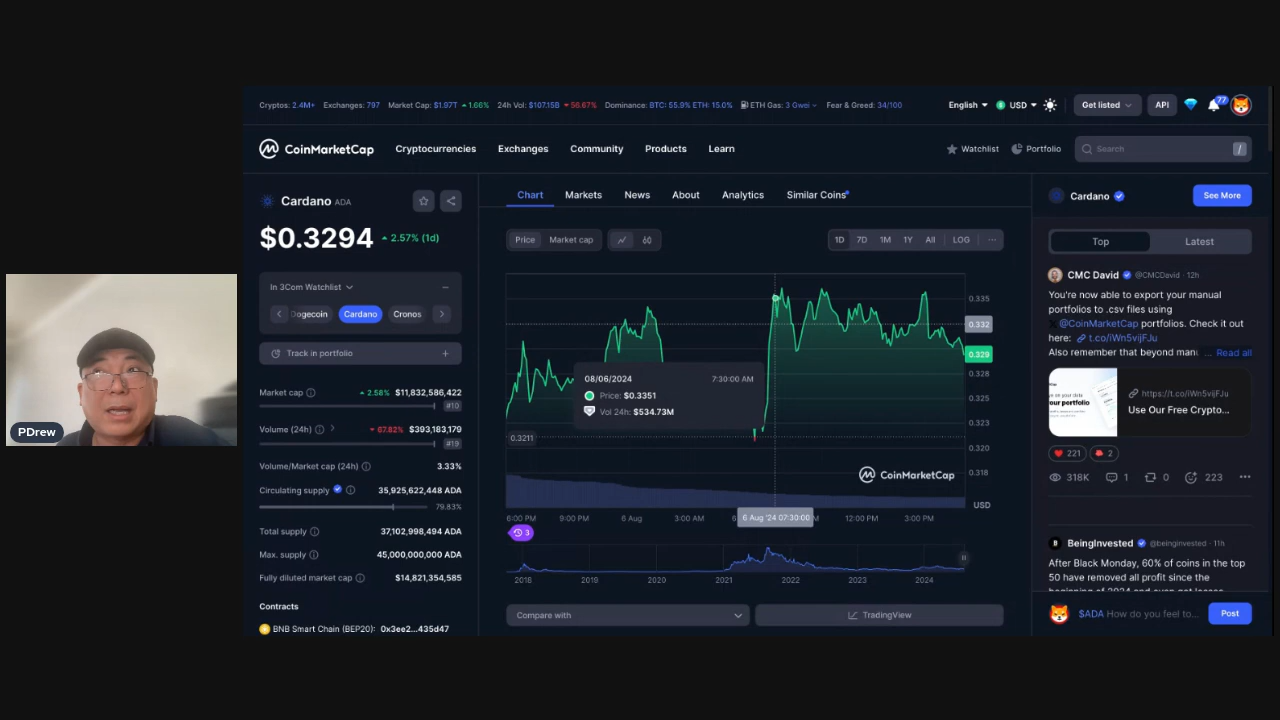 Cryptos: 2.4M+ Exchanges: 797 Market Cap: $1.97T 1.66% 24h Vol: $107.15B 56.67% Dominance: BTC: 55.9% ETH: 15.0% ETH Gas: 3 Gwei Fear & Greed: 34/100
English USD Get listed API 77
CoinMarketCap Cryptocurrencies Exchanges Community Products Learn Watchlist Portfolio Search /
Cardano ADA
$0.3294 2.57% (1d)
In 3Com Watchlist
Dogecoin Cardano Cronos
Track in portfolio +
Market cap 2.58% $11,832,586,422
#10
Volume (24h) 67.82% $393,183,179
#19
Volume/Market cap (24h) 3.33%
Circulating supply 35,925,622,448 ADA
79.83%
Total supply 37,102,998,494 ADA
Max. supply 45,000,000,000 ADA
Fully diluted market cap $14,821,354,585
Contracts
BNB Smart Chain (BEP20): 0x3ee2...435d47
PDrew
Chart Markets News About Analytics Similar Coins
Price Market cap 1D 7D 1M 1Y All LOG ...
0.335
0.332
0.329
0.328
0.325
0.323
0.320
0.318
USD
08/06/2024 7:30:00 AM
Price: $0.3351
Vol 24h: $534.73M
0.3211
CoinMarketCap
6:00 PM 9:00 PM 6 Aug 3:00 AM 6 Aug '24 07:30:00 12:00 PM 3:00 PM
3
2018 2019 2020 2021 2022 2023 2024
Compare with TradingView
Cardano See More
Top Latest
CMC David @CMCDavid · 12h
You're now able to export your manual
portfolios to .csv files using
@CoinMarketCap portfolios. Check it out
here: t.co/iWn5vijFJu
Also remember that beyond manu ... Read all
https://t.co/iWn5vijFJu
Use Our Free Crypto...
221 2
318K 1 0 223 ...
BeingInvested @beinginvested · 11h
After Black Monday, 60% of coins in the top
50 have removed all profit since the
$ADA How do you feel to... Post